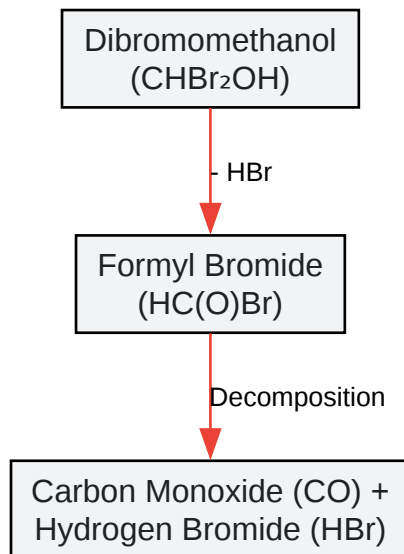 Dibromomethanol
(CHBr₂OH)
- HBr
Formyl Bromide
(HC(O)Br)
Decomposition
Carbon Monoxide (CO) +
Hydrogen Bromide (HBr)